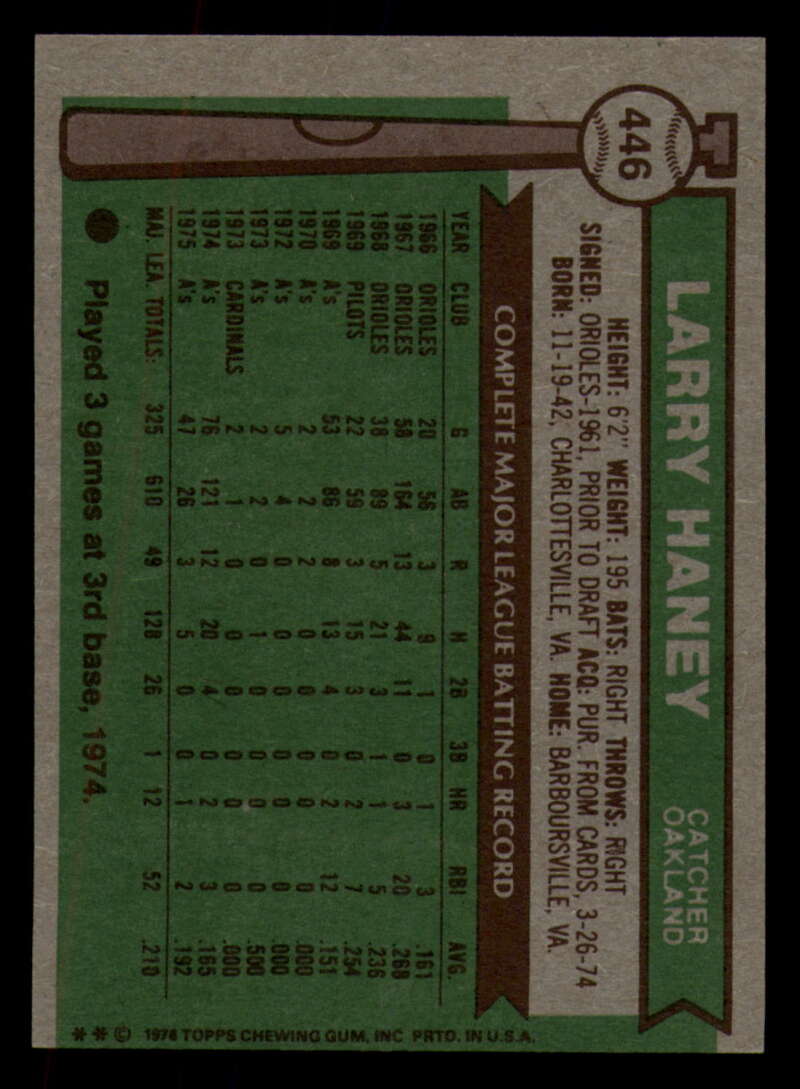 446
LARRY HANEY
CATCHER
OAKLAND
HEIGHT: 6'2" WEIGHT: 195 BATS: RIGHT THROWS: RIGHT
SIGNED: ORIOLES-1961, PRIOR TO DRAFT ACQ: PUR. FROM CARDS, 3-26-74
BORN: 11-19-42, CHARLOTTESVILLE, VA. HOME: BARBOURSVILLE, VA.
COMPLETE MAJOR LEAGUE BATTING RECORD
YEAR CLUB G AB R H 2B 3B HR RBI AVG.
1966 ORIOLES 20 56 3 9 1 0 1 3 .161
1967 ORIOLES 58 164 13 44 11 0 3 20 .268
1968 ORIOLES 38 89 5 21 3 1 1 5 .236
1969 PILOTS 22 59 3 15 3 0 2 7 .254
1969 A's 53 86 8 13 4 0 2 12 .151
1970 A's 2 2 2 0 0 0 0 0 .000
1972 A's 5 4 0 0 0 0 0 0 .000
1973 A's 2 2 0 1 0 0 0 0 .500
1973 CARDINALS 2 1 0 0 0 0 0 0 .000
1974 A's 76 121 12 20 4 0 2 3 .165
1975 A's 47 26 3 5 0 0 1 2 .192
MAJ. LEA. TOTALS: 325 610 49 128 26 1 12 52 .210
Played 3 games at 3rd base, 1974.
** © 1976 TOPPS CHEWING GUM, INC PRTD. IN U.S.A.